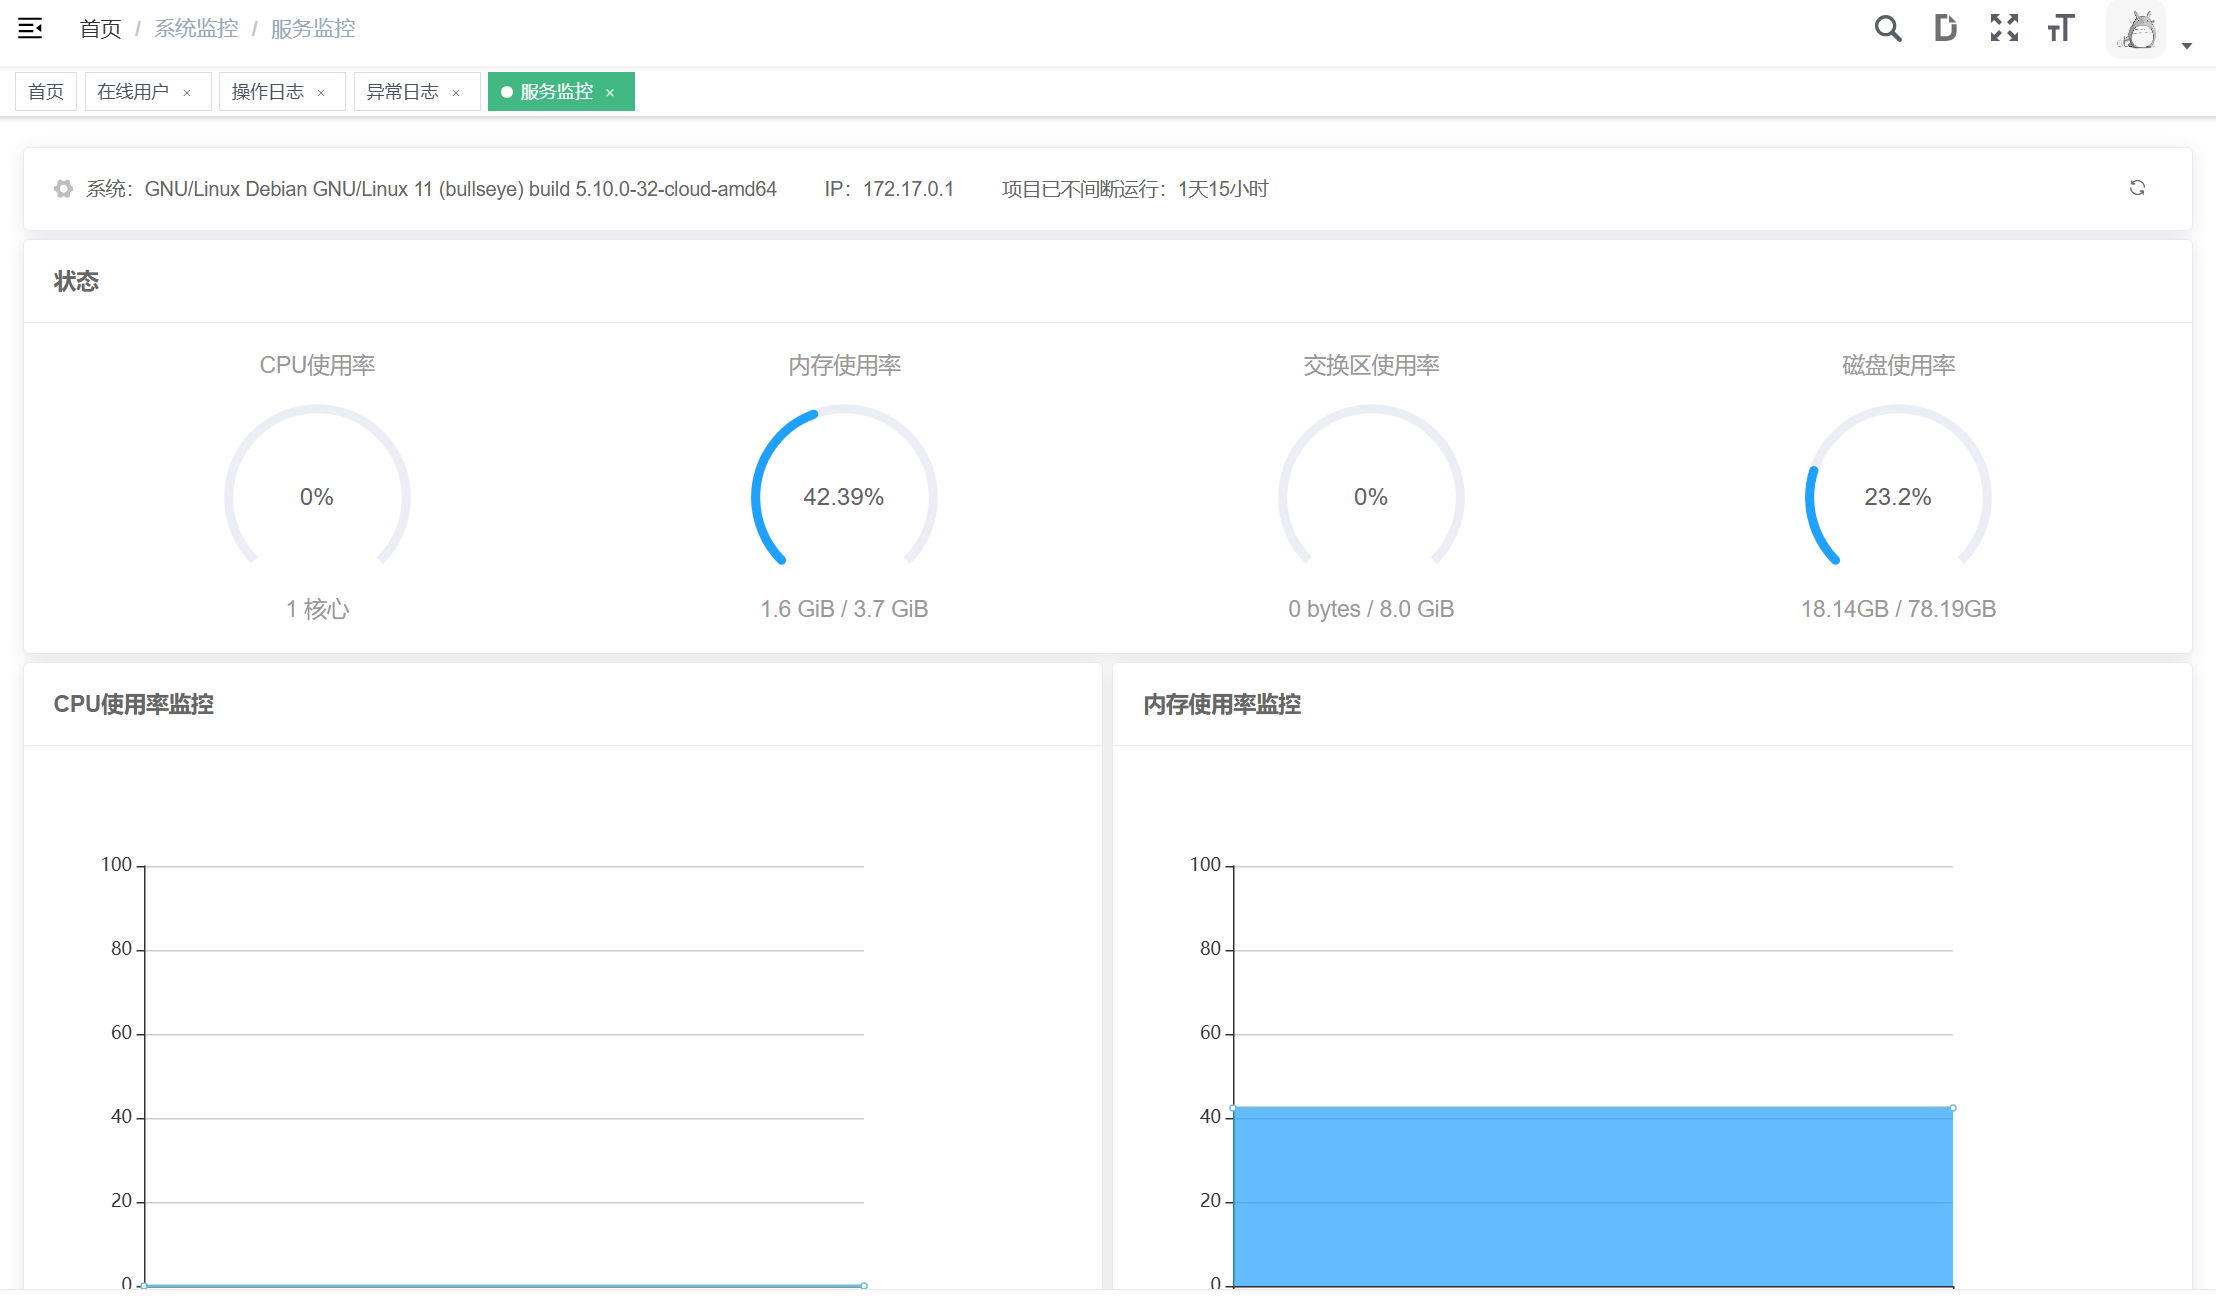 首页 / 系统监控 / 服务监控
首页 在线用户 × 操作日志 × 异常日志 × 服务监控 ×
系统：GNU/Linux Debian GNU/Linux 11 (bullseye) build 5.10.0-32-cloud-amd64 IP：172.17.0.1 项目已不间断运行：1天15小时
状态
CPU使用率 内存使用率 交换区使用率 磁盘使用率
0% 42.39% 0% 23.2%
1 核心 1.6 GiB / 3.7 GiB 0 bytes / 8.0 GiB 18.14GB / 78.19GB
CPU使用率监控
100
80
60
40
20
0
内存使用率监控
100
80
60
40
20
0